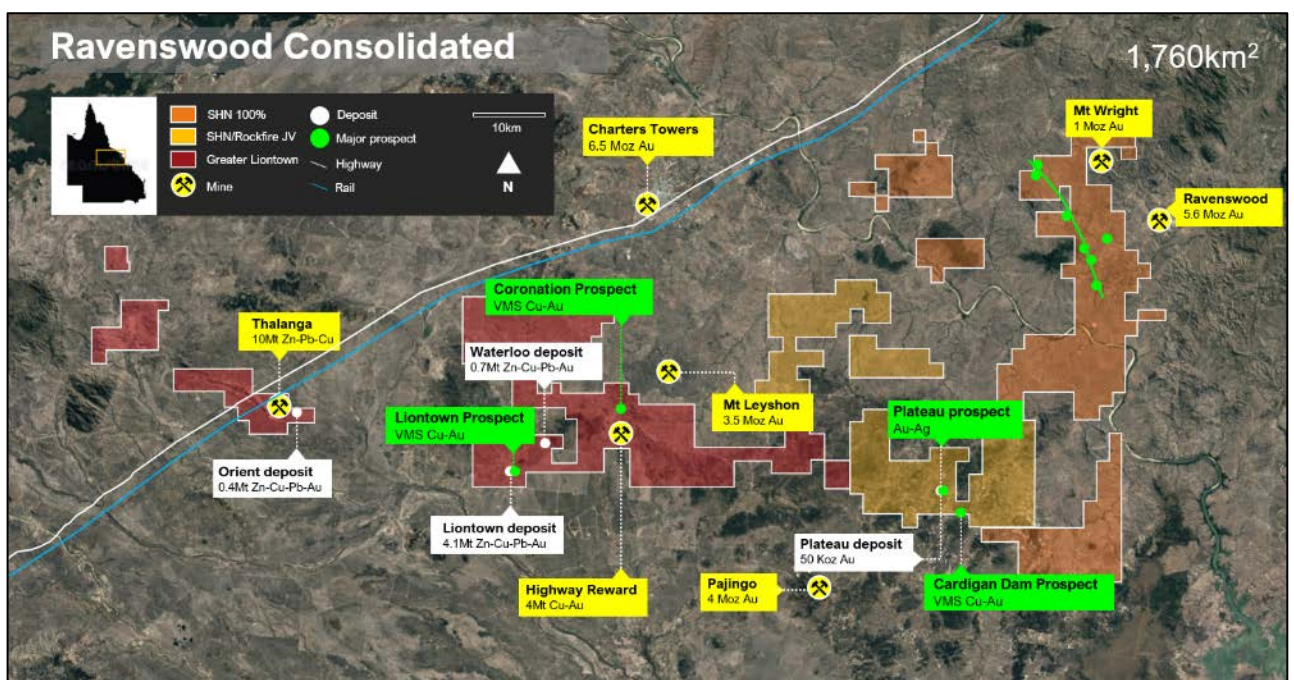 Ravenswood Consolidated
1,760km²
SHN 100%
SHN/Rockfire JV
Greater Liontown
Mine
Deposit
Major prospect
Highway
Rail
10km
N
Charters Towers
6.5 Moz Au
Mt Wright
1 Moz Au
Ravenswood
5.6 Moz Au
Coronation Prospect
VMS Cu-Au
Thalanga
10Mt Zn-Pb-Cu
Waterloo deposit
0.7Mt Zn-Cu-Pb-Au
Liontown Prospect
VMS Cu-Au
Mt Leyshon
3.5 Moz Au
Plateau prospect
Au-Ag
Orient deposit
0.4Mt Zn-Cu-Pb-Au
Liontown deposit
4.1Mt Zn-Cu-Pb-Au
Plateau deposit
50 Koz Au
Highway Reward
4Mt Cu-Au
Pajingo
4 Moz Au
Cardigan Dam Prospect
VMS Cu-Au